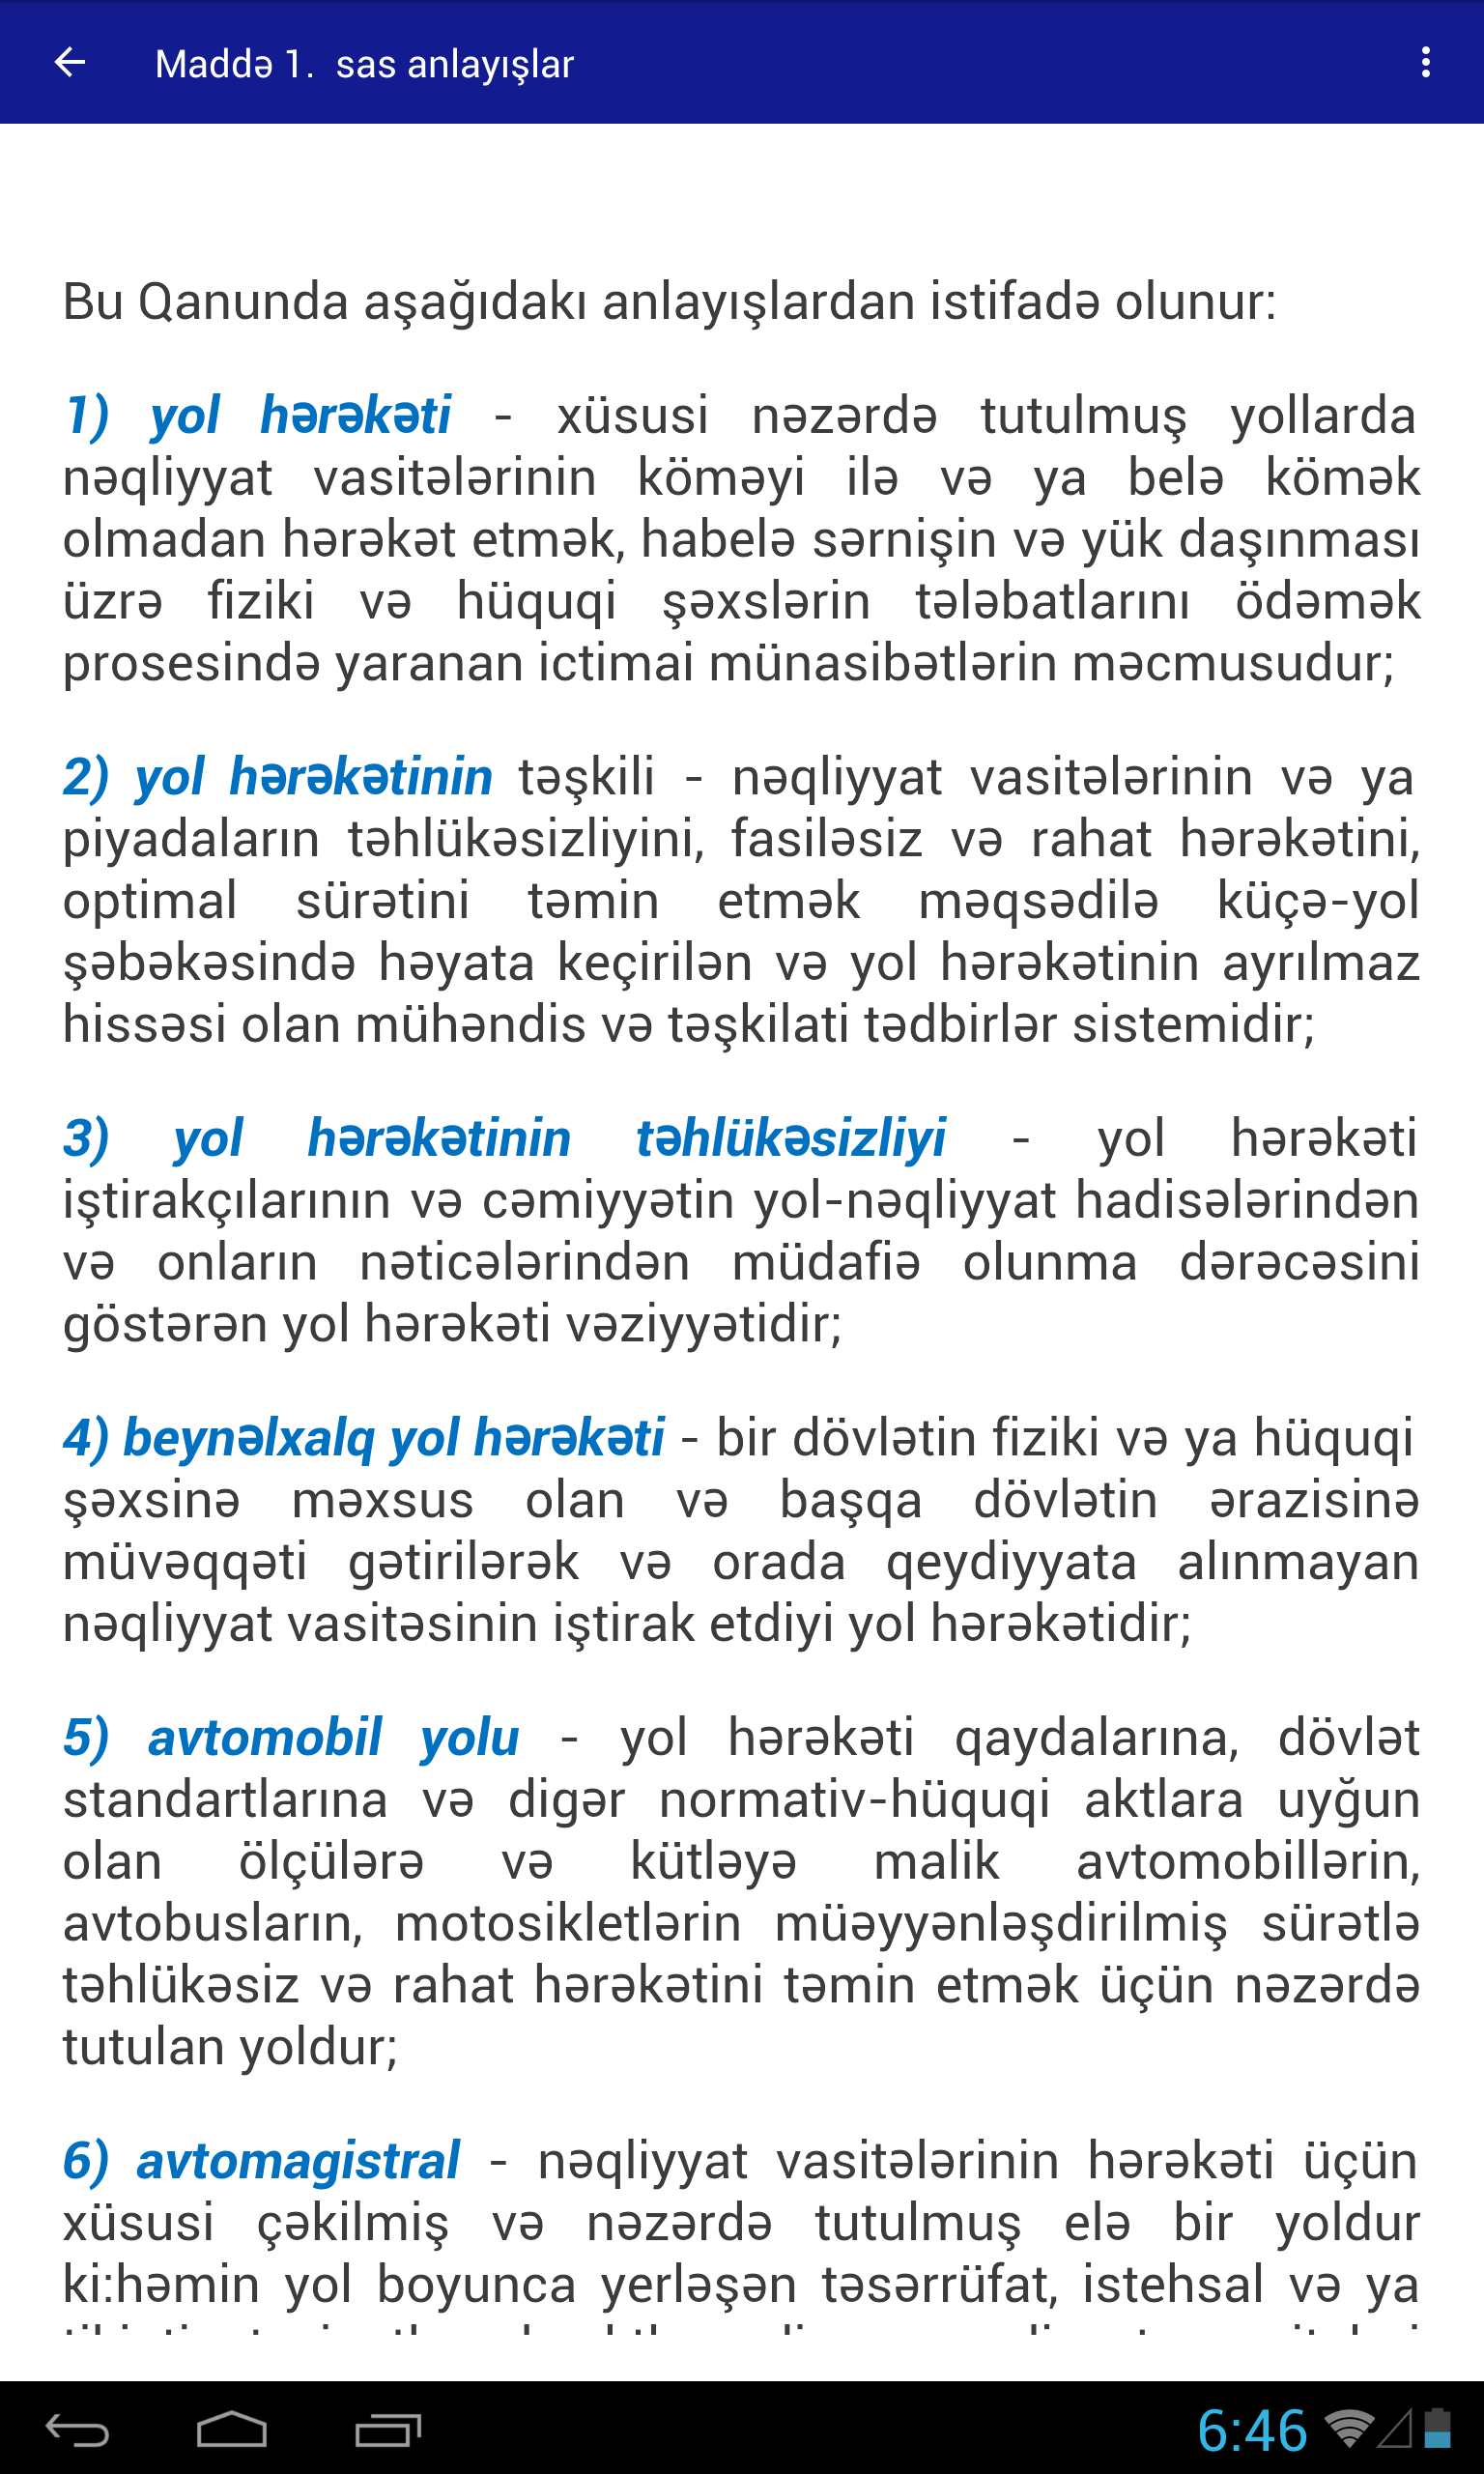 Maddə 1. sas anlayışlar
Bu Qanunda aşağıdakı anlayışlardan istifadə olunur:
1) yol hərəkəti - xüsusi nəzərdə tutulmuş yollarda
nəqliyyat vasitələrinin köməyi ilə və ya belə kömək
olmadan hərəkət etmək, habelə sərnişin və yük daşınması
üzrə fiziki və hüquqi şəxslərin tələbatlarını ödəmək
prosesində yaranan ictimai münasibətlərin məcmusudur;
2) yol hərəkətinin təşkili - nəqliyyat vasitələrinin və ya
piyadaların təhlükəsizliyini, fasiləsiz və rahat hərəkətini,
optimal sürətini təmin etmək məqsədilə küçə-yol
şəbəkəsində həyata keçirilən və yol hərəkətinin ayrılmaz
hissəsi olan mühəndis və təşkilati tədbirlər sistemidir;
3) yol hərəkətinin təhlükəsizliyi - yol hərəkəti
iştirakçılarının və cəmiyyətin yol-nəqliyyat hadisələrindən
və onların nəticələrindən müdafiə olunma dərəcəsini
göstərən yol hərəkəti vəziyyətidir;
4) beynəlxalq yol hərəkəti - bir dövlətin fiziki və ya hüquqi
şəxsinə məxsus olan və başqa dövlətin ərazisinə
müvəqqəti gətirilərək və orada qeydiyyata alınmayan
nəqliyyat vasitəsinin iştirak etdiyi yol hərəkətidir;
5) avtomobil yolu - yol hərəkəti qaydalarına, dövlət
standartlarına və digər normativ-hüquqi aktlara uyğun
olan ölçülərə və kütləyə malik avtomobillərin,
avtobusların, motosikletlərin müəyyənləşdirilmiş sürətlə
təhlükəsiz və rahat hərəkətini təmin etmək üçün nəzərdə
tutulan yoldur;
6) avtomagistral - nəqliyyat vasitələrinin hərəkəti üçün
xüsusi çəkilmiş və nəzərdə tutulmuş elə bir yoldur
ki:həmin yol boyunca yerləşən təsərrüfat, istehsal və ya
6:46